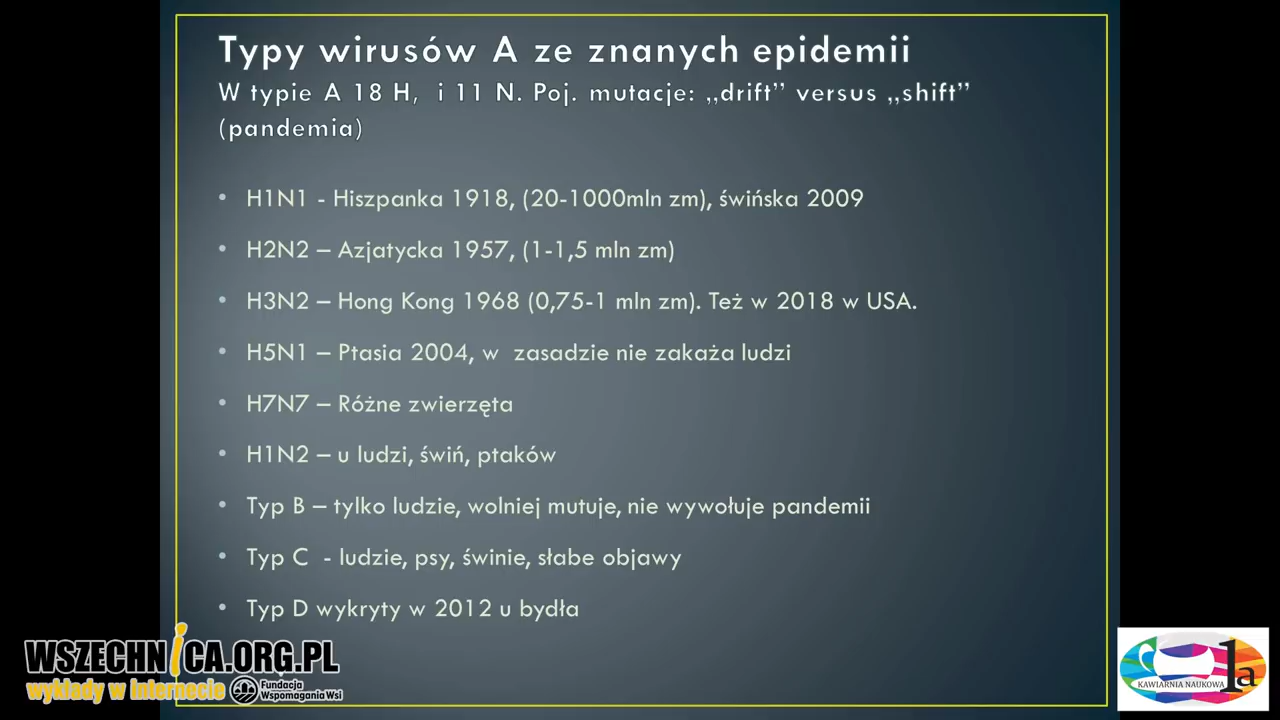 Typy wirusów A ze znanych epidemii
W typie A 18 H, i 11 N. Poj. mutacje: „drift” versus „shift”
(pandemia)
• H1N1 - Hiszpanka 1918, (20-1000mln zm), świńska 2009
• H2N2 – Azjatycka 1957, (1-1,5 mln zm)
• H3N2 – Hong Kong 1968 (0,75-1 mln zm). Też w 2018 w USA.
• H5N1 – Ptasia 2004, w zasadzie nie zakaża ludzi
• H7N7 – Różne zwierzęta
• H1N2 – u ludzi, świń, ptaków
• Typ B – tylko ludzie, wolniej mutuje, nie wywołuje pandemii
• Typ C - ludzie, psy, świnie, słabe objawy
• Typ D wykryty w 2012 u bydła
WSZECHNICA.ORG.PL
wykłady w internecie
Fundacja
Wspomagania Wsi
KAWIARNIA NAUKOWA
1a